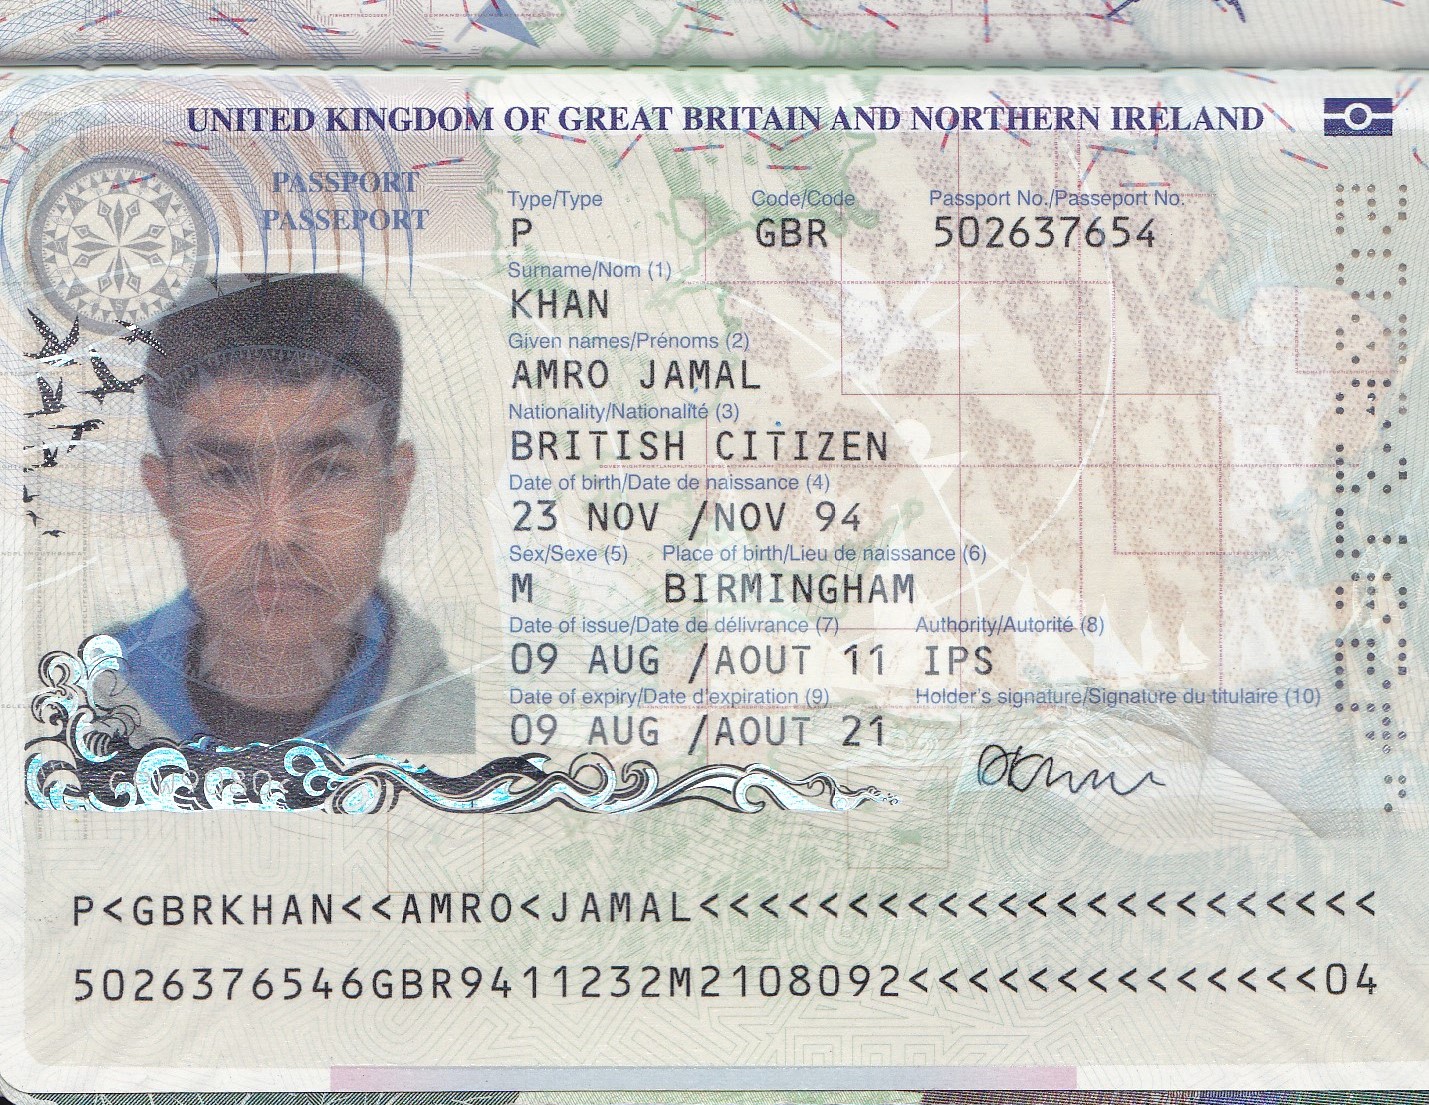 UNITED KINGDOM OF GREAT BRITAIN AND NORTHERN IRELAND
PASSPORT
PASSEPORT
Type/Type Code/Code Passport No./Passeport No.
P GBR 502637654
Surname/Nom (1)
KHAN
Given names/Prénoms (2)
AMRO JAMAL
Nationality/Nationalité (3)
BRITISH CITIZEN
Date of birth/Date de naissance (4)
23 NOV /NOV 94
Sex/Sexe (5) Place of birth/Lieu de naissance (6)
M BIRMINGHAM
Date of issue/Date de délivrance (7) Authority/Autorité (8)
09 AUG /AOUT 11 IPS
Date of expiry/Date d'expiration (9) Holder's signature/Signature du titulaire (10)
09 AUG /AOUT 21
P<GBRKHAN<<AMRO<JAMAL<<<<<<<<<<<<<<<<<<<<<<<
5026376546GBR9411232M2108092<<<<<<<<<<<<<<04